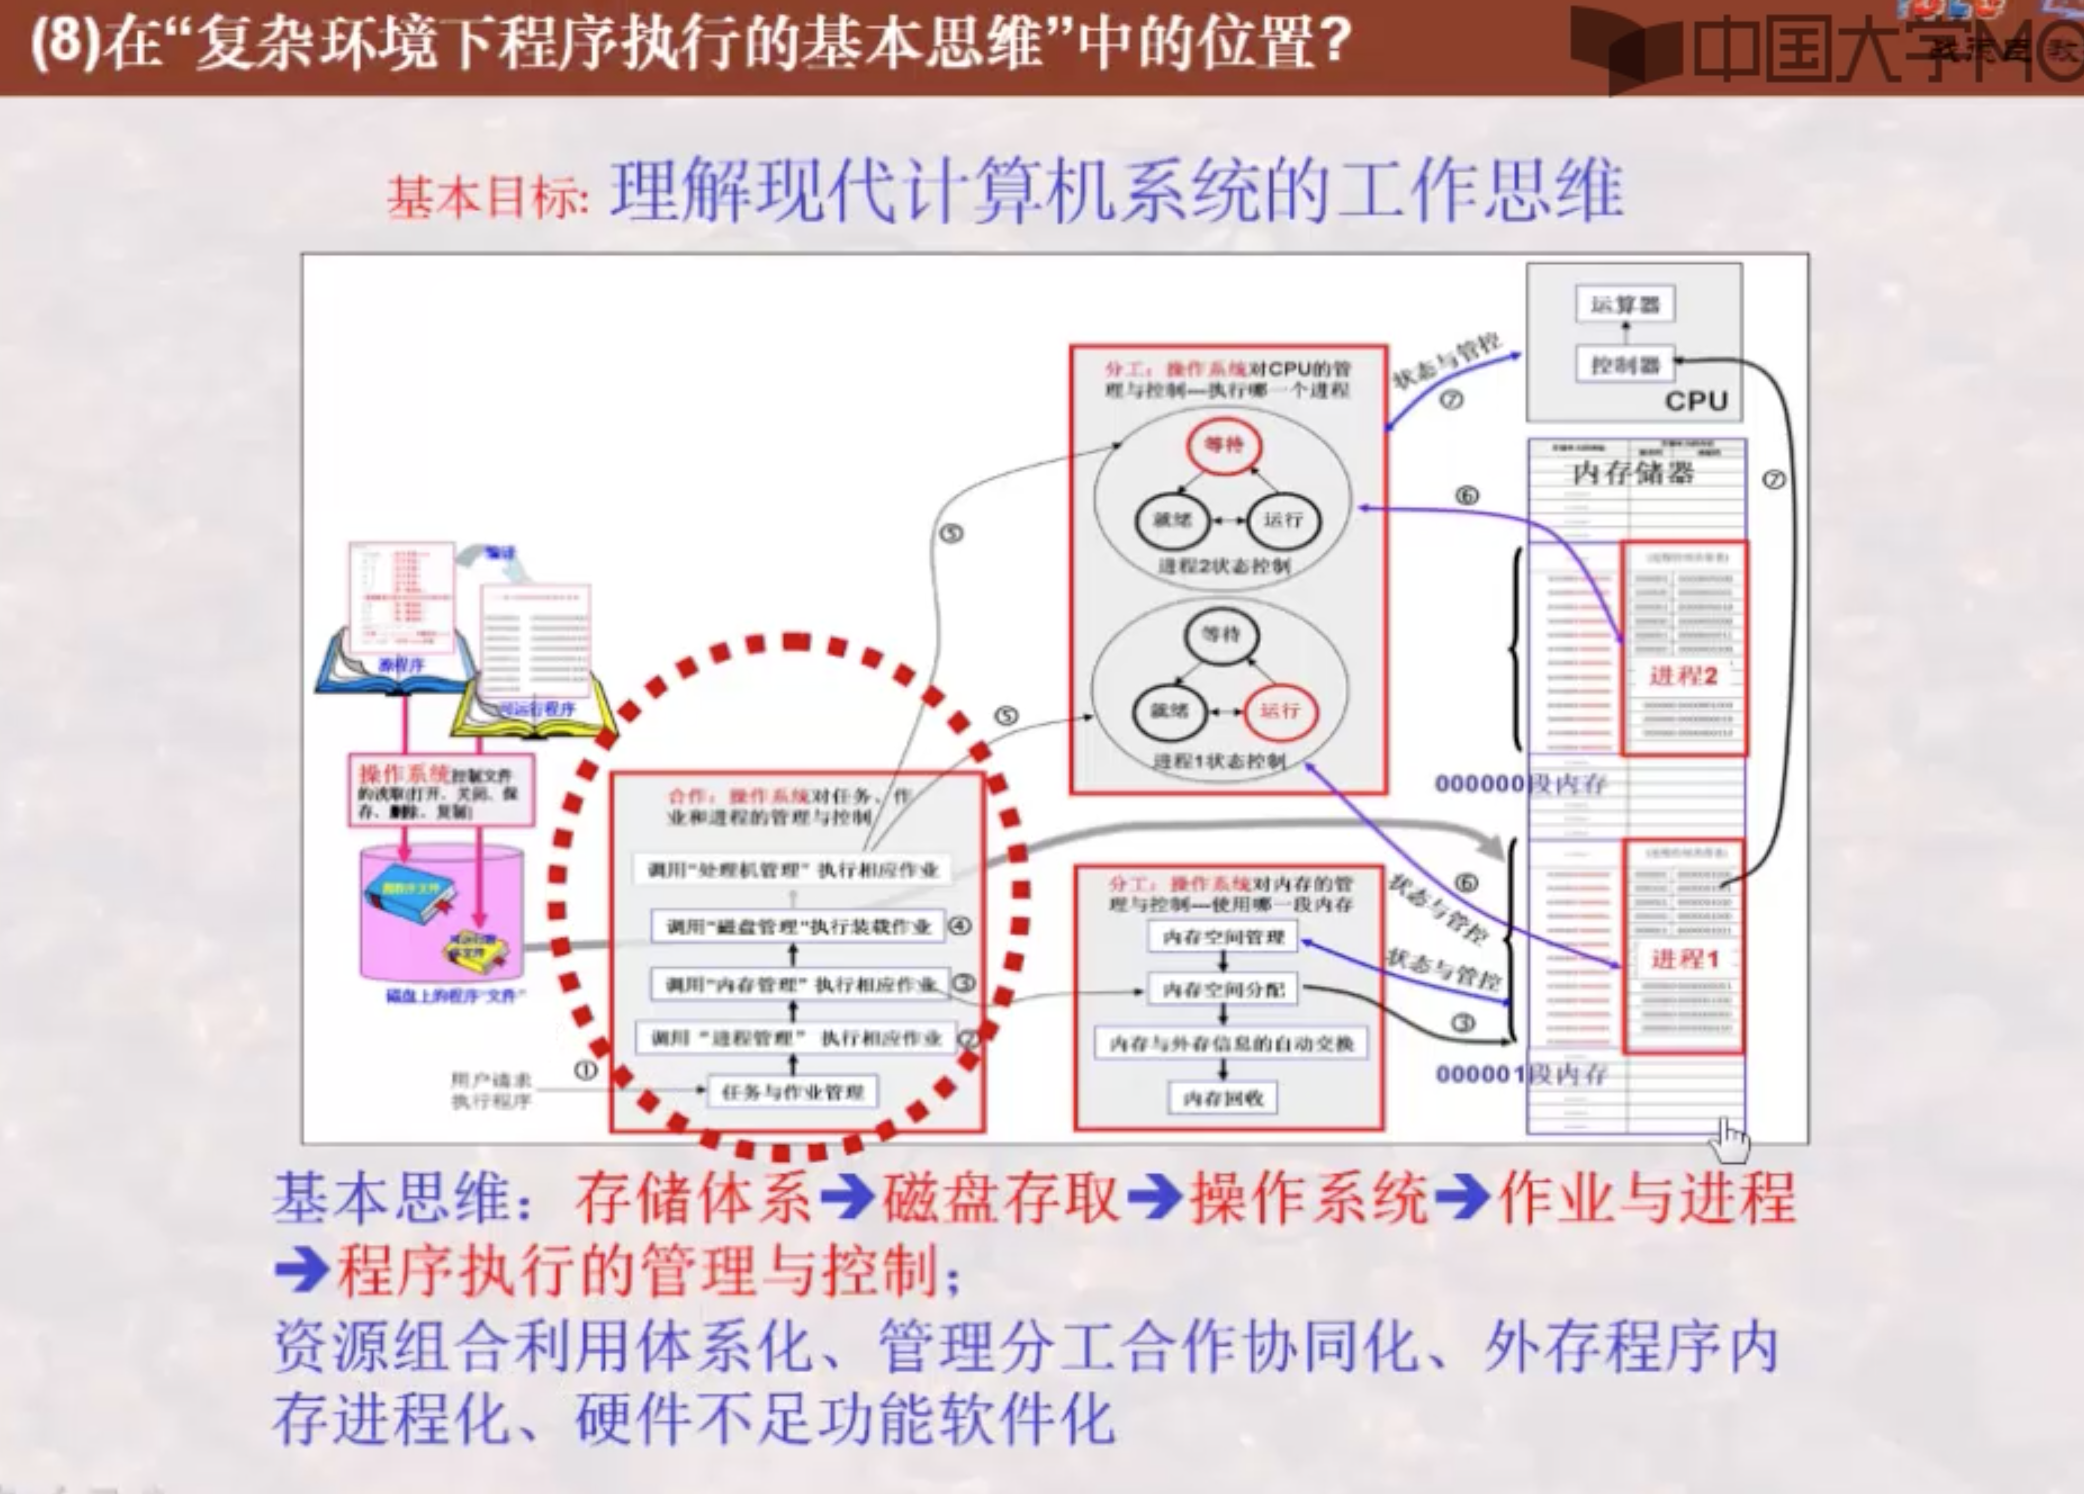 (8)在“复杂环境下程序执行的基本思维”中的位置?
中国大学MO
基本目标: 理解现代计算机系统的工作思维
编译
源程序
可运行程序
操作系统控制文件
的读取(打开、关闭、保
存、删除、复制)
源程序文件
磁盘上的程序“文件”
用户请求
执行程序
①
合作：操作系统对任务、作
业和进程的管理与控制
调用“处理机管理” 执行相应作业
调用“磁盘管理”执行装载作业 ④
调用“内存管理” 执行相应作业 ③
调用 “进程管理” 执行相应作业 ②
任务与作业管理
⑤
⑤
分工：操作系统对CPU的管
理与控制—执行哪一个进程
等待
就绪
运行
进程2状态控制
等待
就绪
运行
进程1状态控制
分工：操作系统对内存的管
理与控制—使用哪一段内存
内存空间管理
内存空间分配
内存与外存信息的自动交换
内存回收
状态与管控
⑦
⑥
⑥
状态与管控
状态与管控
③
运算器
控制器
CPU
内存储器
⑦
进程2
000000段内存
进程1
000001段内存
基本思维：存储体系➔磁盘存取➔操作系统➔作业与进程
➔程序执行的管理与控制；
资源组合利用体系化、管理分工合作协同化、外存程序内
存进程化、硬件不足功能软件化